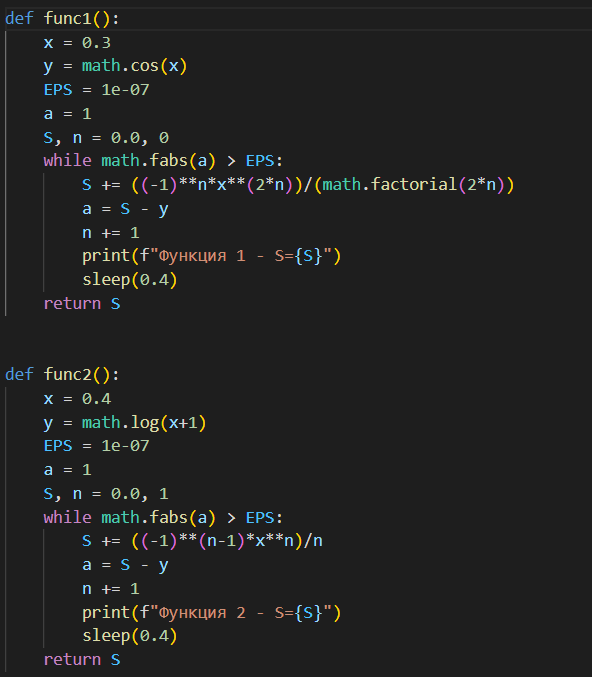 def func1():
    x = 0.3
    y = math.cos(x)
    EPS = 1e-07
    a = 1
    S, n = 0.0, 0
    while math.fabs(a) > EPS:
        S += ((-1)**n*x**(2*n))/(math.factorial(2*n))
        a = S - y
        n += 1
        print(f"Функция 1 - S={S}")
        sleep(0.4)
    return S
def func2():
    x = 0.4
    y = math.log(x+1)
    EPS = 1e-07
    a = 1
    S, n = 0.0, 1
    while math.fabs(a) > EPS:
        S += ((-1)**(n-1)*x**n)/n
        a = S - y
        n += 1
        print(f"Функция 2 - S={S}")
        sleep(0.4)
    return S